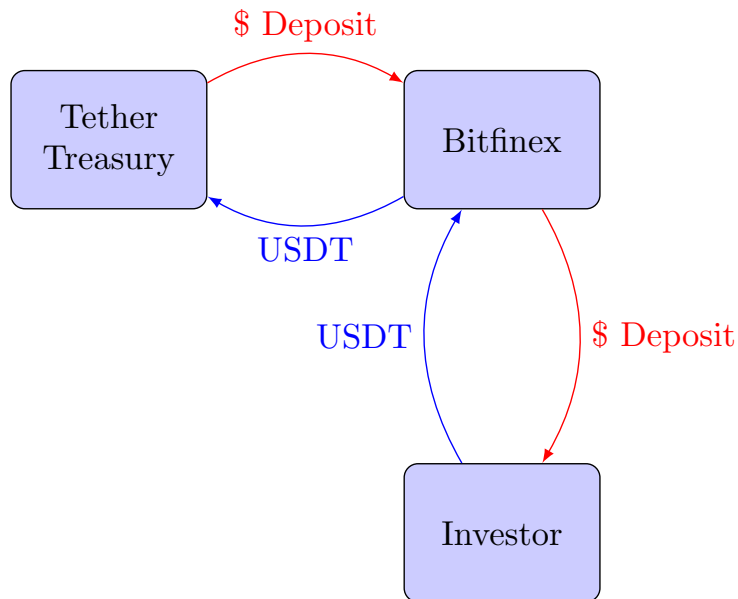 $ Deposit
Tether
Treasury
Bitfinex
USDT
USDT
$ Deposit
Investor